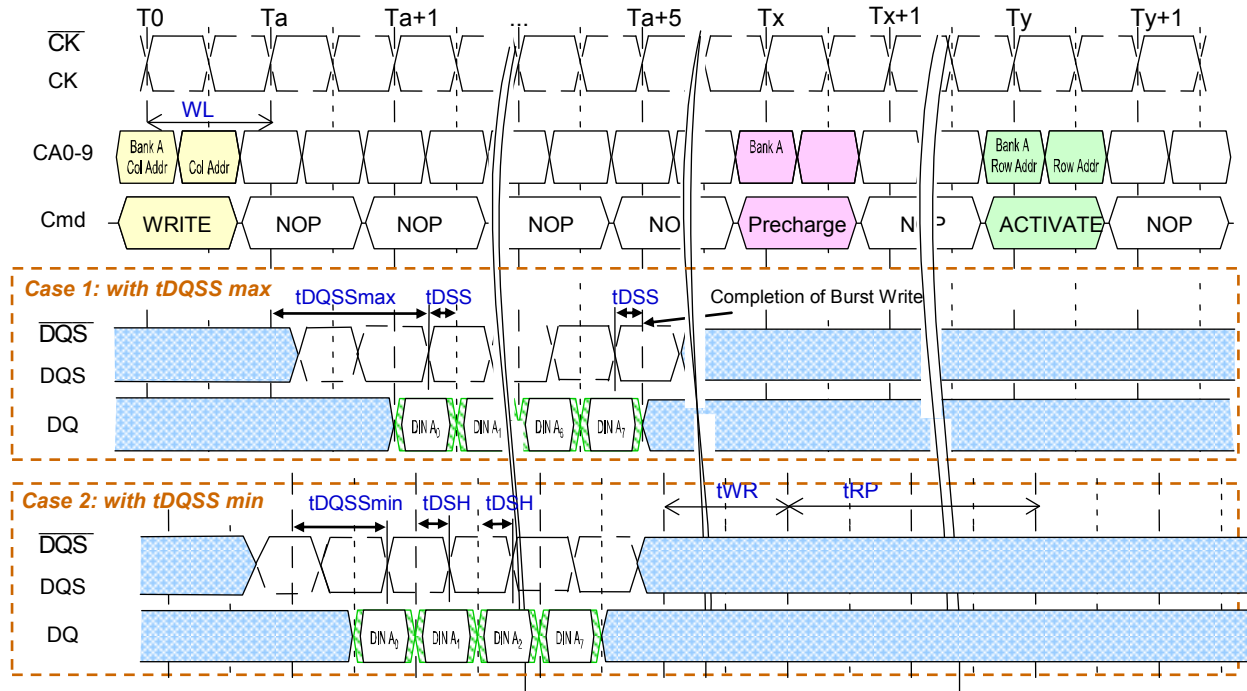 T0 Ta Ta+1 ... Ta+5 Tx Tx+1 Ty Ty+1
CK
CK
WL
CA0-9
Bank A Col Addr Col Addr Bank A Bank A Row Addr Row Addr
Cmd WRITE NOP NOP NOP Precharge ACTIVATE NOP
Case 1: with tDQSS max
tDQSSmax tDSS tDSS Completion of Burst Write
DQS
DQS
DQ DIN A0 DIN A1 DIN A6 DIN A7
Case 2: with tDQSS min
tDQSSmin tDSH tDSH tWR tRP
DQS
DQS
DQ DIN A0 DIN A1 DIN A2 DIN A7